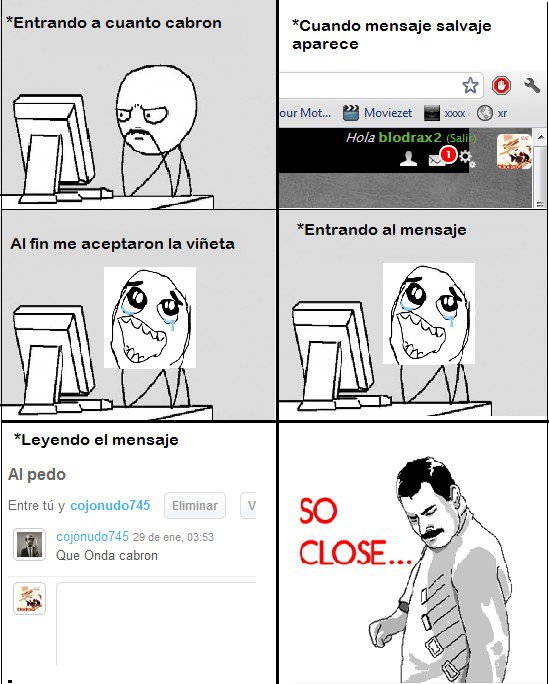 *Entrando a cuanto cabron
*Cuando mensaje salvaje
aparece
our Mot...
Moviezet
xxxx
xr
Hola blodrax2 (Salir)
1
Al fin me aceptaron la viñeta
*Entrando al mensaje
*Leyendo el mensaje
Al pedo
Entre tú y cojonudo745
Eliminar
V
cojonudo745 29 de ene, 03:53
Que Onda cabron
SO
CLOSE...